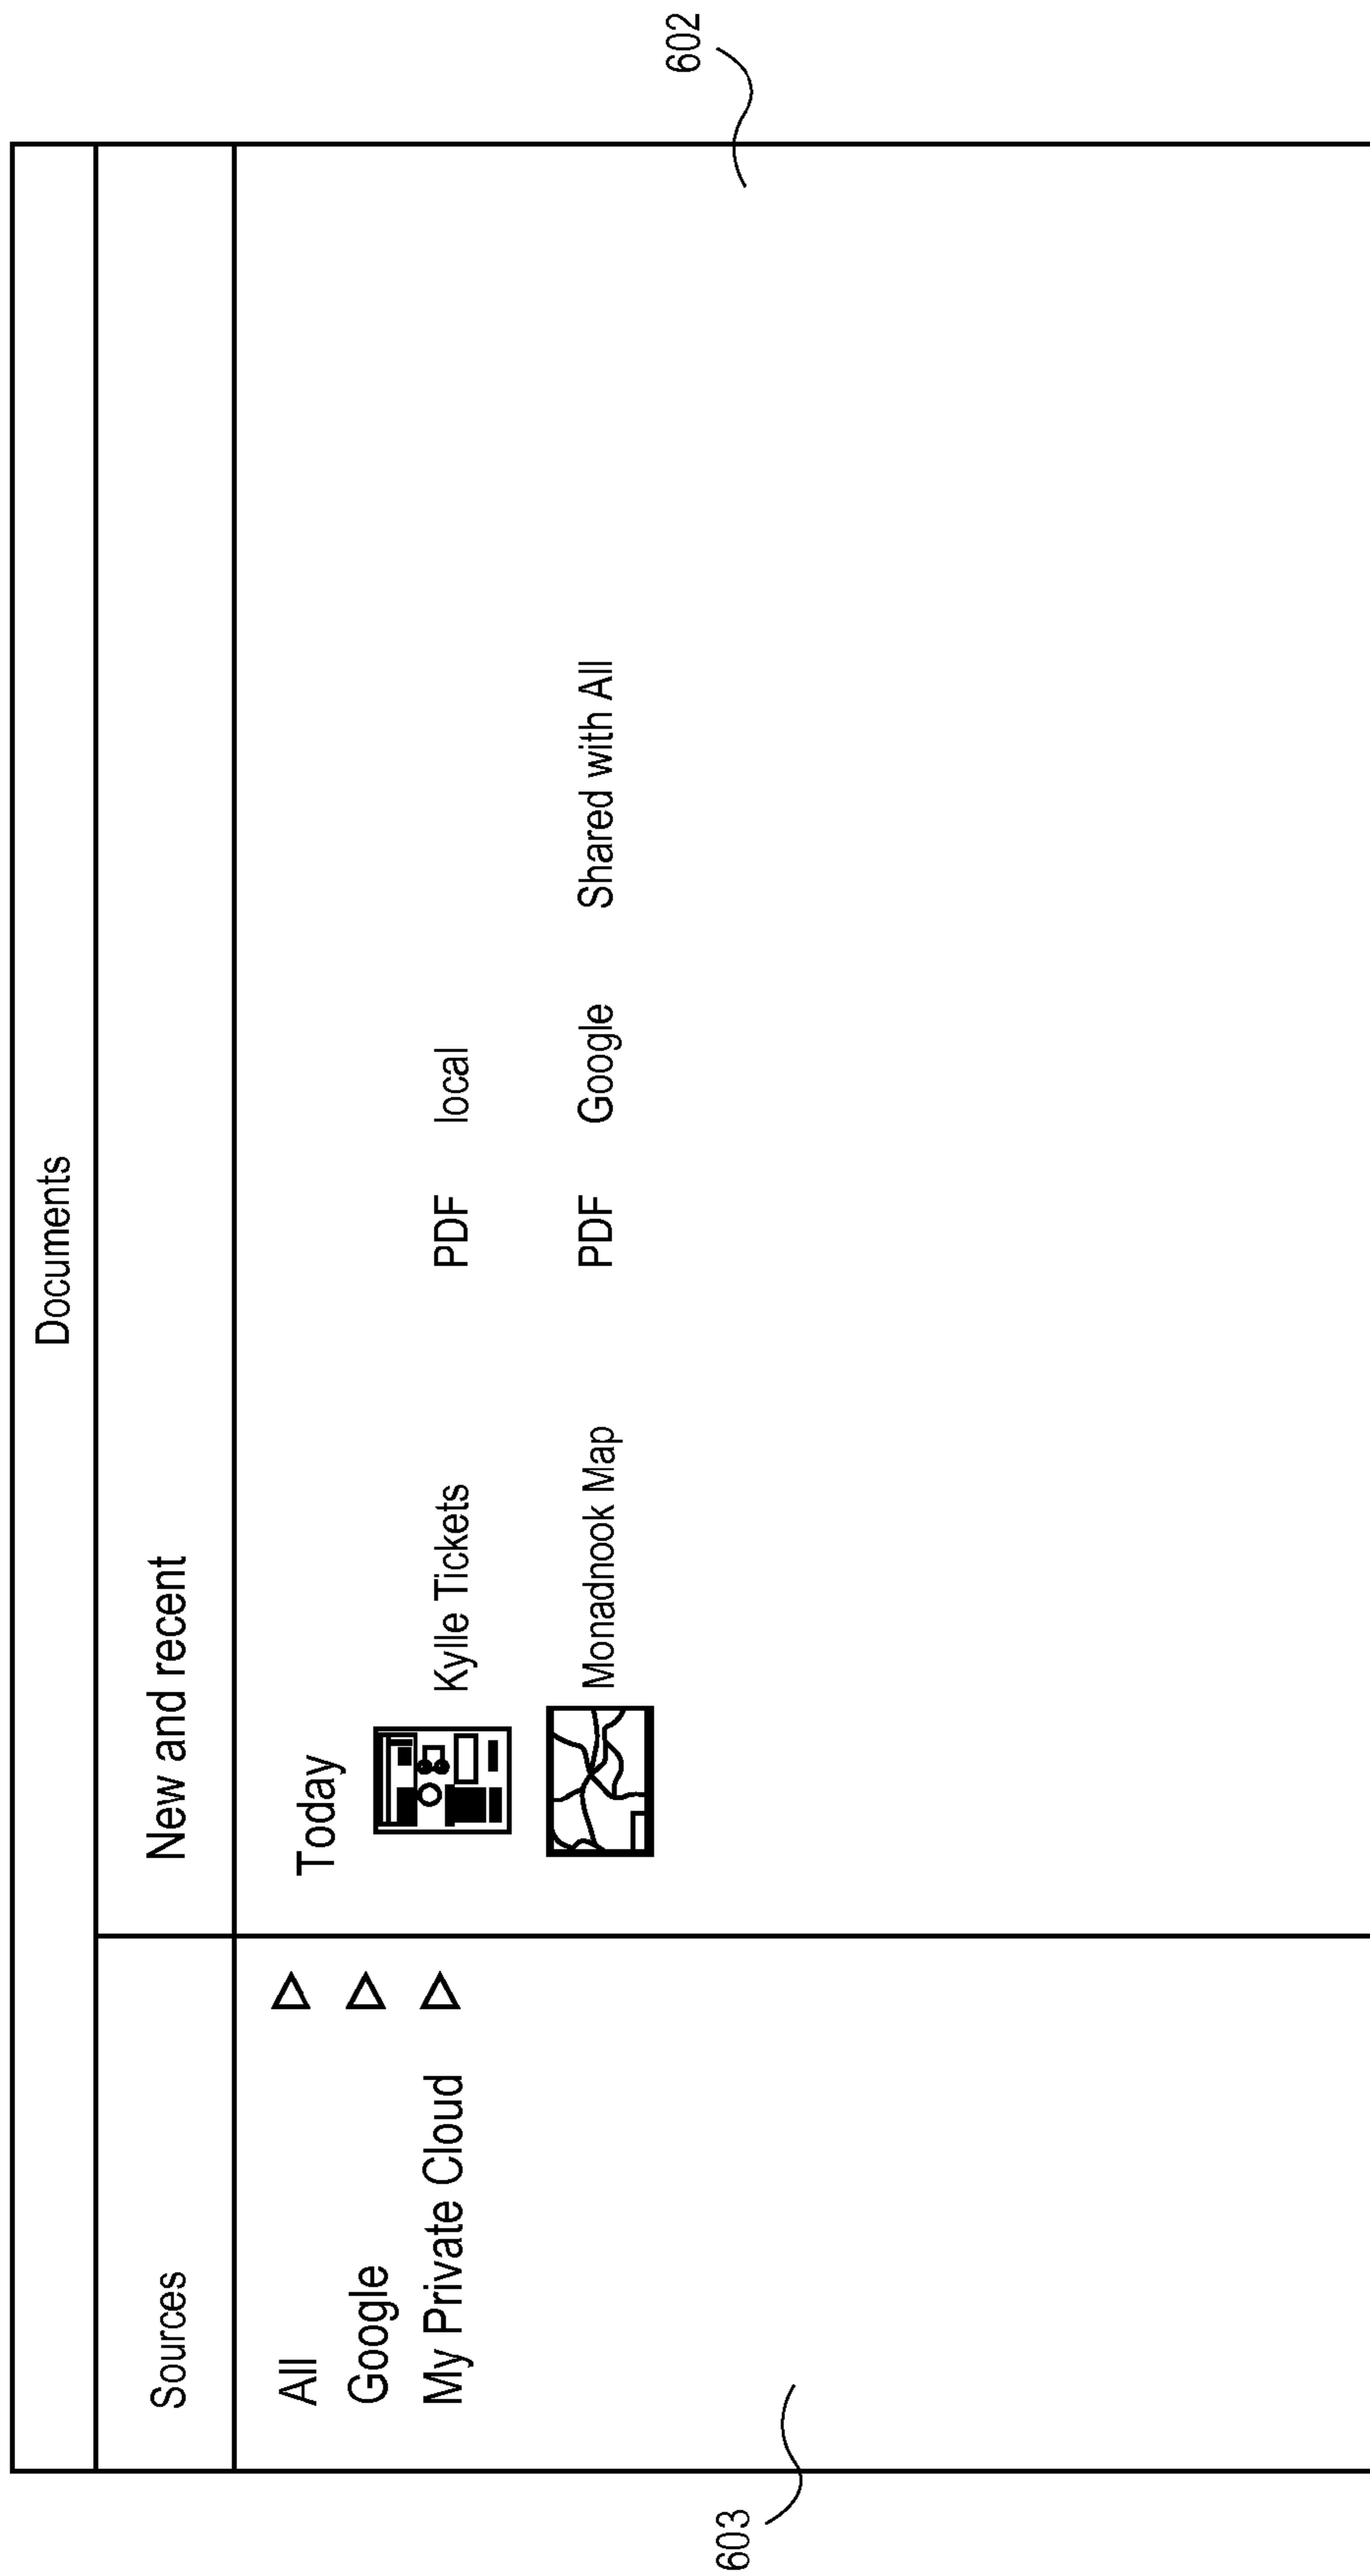 Documents
Sources New and recent
All
Google
My Private Cloud
Today
Kylle Tickets PDF local
Monadnook Map PDF Google Shared with All
602
603